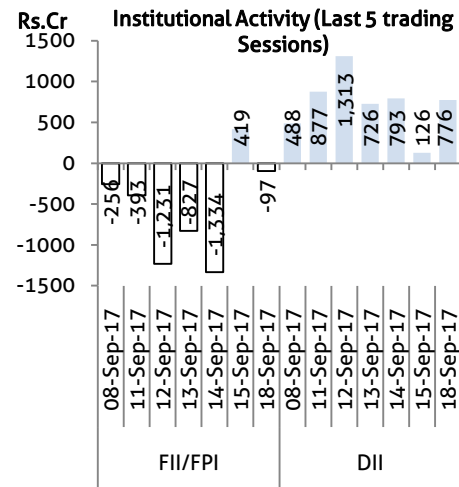 Rs.Cr
Institutional Activity (Last 5 trading
Sessions)
1500
1000
500
0
-500
-1000
-1500
-256
-393
-1,231
-827
-1,334
419
-97
488
877
1,313
726
793
126
776
08-Sep-17
11-Sep-17
12-Sep-17
13-Sep-17
14-Sep-17
15-Sep-17
18-Sep-17
08-Sep-17
11-Sep-17
12-Sep-17
13-Sep-17
14-Sep-17
15-Sep-17
18-Sep-17
FII/FPI
DII